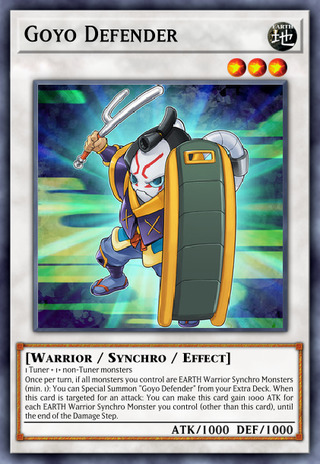 Goyo Defender
EARTH
地
[Warrior / Synchro / Effect]
1 Tuner + 1+ non-Tuner monsters
Once per turn, if all monsters you control are EARTH Warrior Synchro Monsters
(min. 1): You can Special Summon "Goyo Defender" from your Extra Deck. When
this card is targeted for an attack: You can make this card gain 1000 ATK for
each EARTH Warrior Synchro Monster you control (other than this card), until
the end of the Damage Step.
ATK/1000 DEF/1000